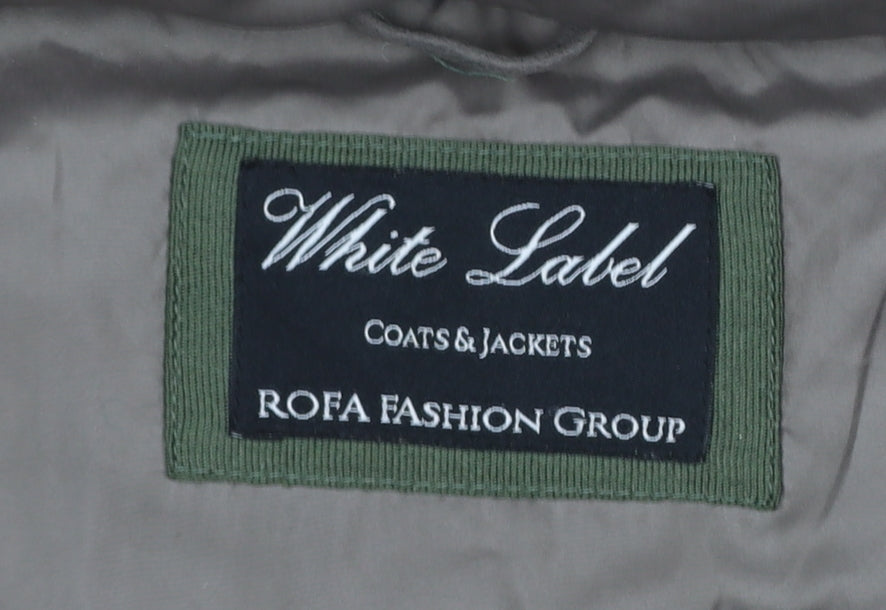 White Label
COATS & JACKETS
ROFA FASHION GROUP